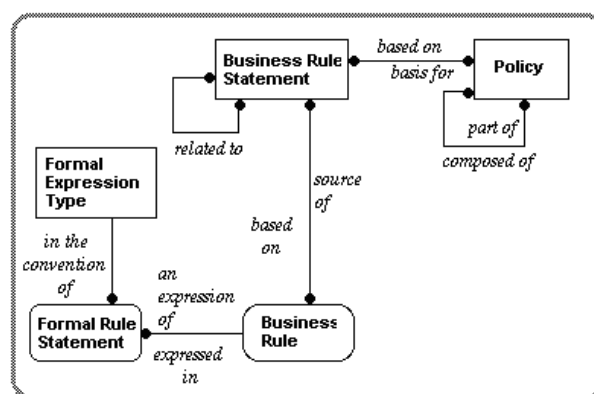 Business Rule
Statement
based on
basis for
Policy
related to
part of
composed of
Formal
Expression
Type
source
of
based
on
in the
convention
of
an
expression
of
Formal Rule
Statement
expressed
in
Business
Rule